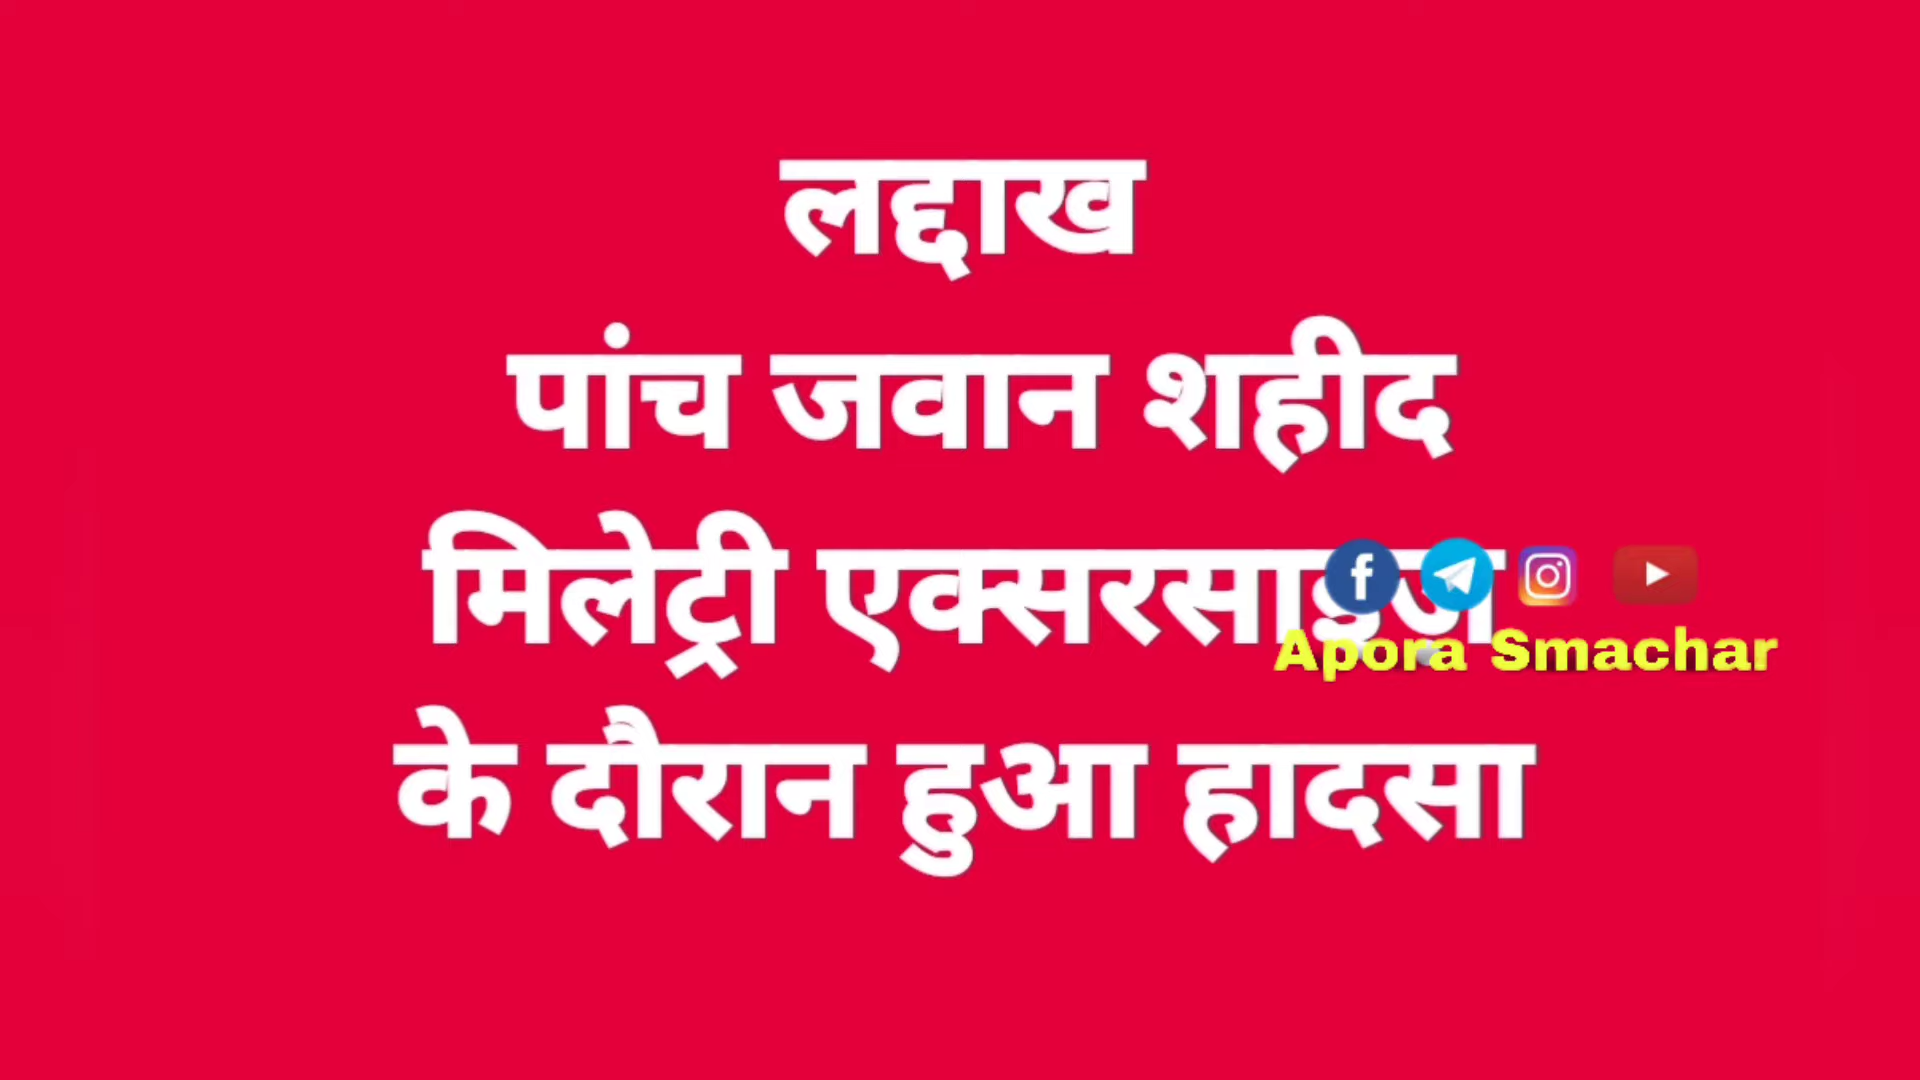 लद्दाख
पांच जवान शहीद
मिलेट्री एक्सरसाइज़
के दौरान हुआ हादसा
Apora Smachar